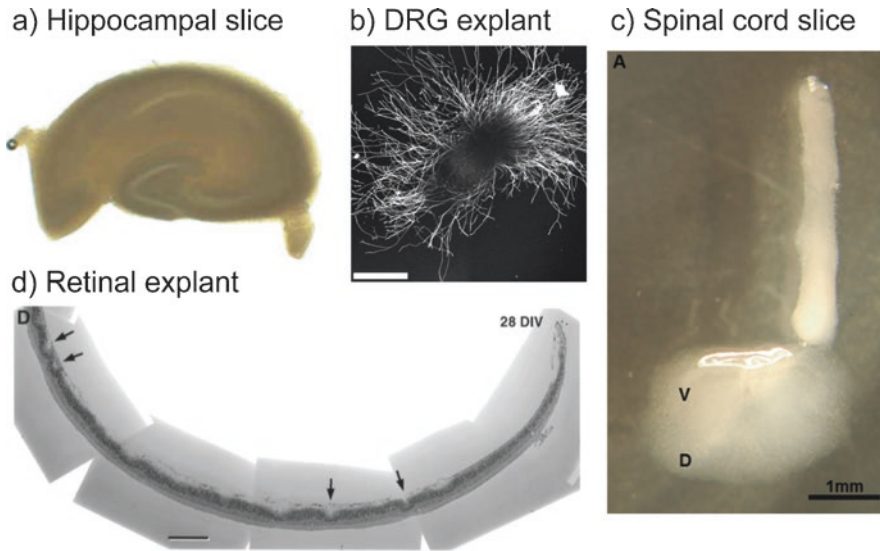 a) Hippocampal slice
b) DRG explant
c) Spinal cord slice
A
V
D
1mm
d) Retinal explant
D
28 DIV